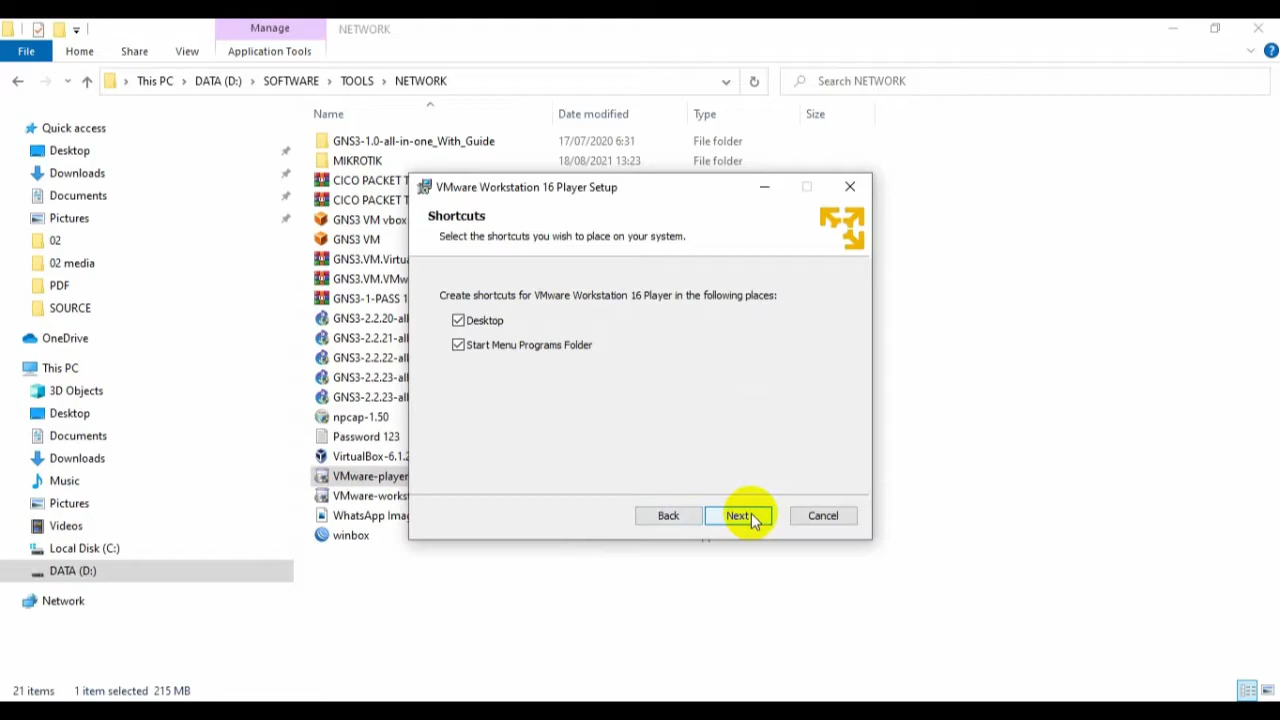 Manage
NETWORK
File
Home
Share
View
Application Tools
This PC
DATA (D:)
SOFTWARE
TOOLS
NETWORK
Search NETWORK
Name
Date modified
Type
Size
Quick access
Desktop
Downloads
Documents
Pictures
02
02 media
PDF
SOURCE
OneDrive
This PC
3D Objects
Desktop
Documents
Downloads
Music
Pictures
Videos
Local Disk (C:)
DATA (D:)
Network
GNS3-1.0-all-in-one_With_Guide
17/07/2020 6:31
File folder
MIKROTIK
18/08/2021 13:23
File folder
CICO PACKET T
CICO PACKET T
GNS3 VM vbox
GNS3 VM
GNS3.VM.Virtu
GNS3.VM.VMw
GNS3-1-PASS 1
GNS3-2.2.20-all
GNS3-2.2.21-all
GNS3-2.2.22-all
GNS3-2.2.23-all
GNS3-2.2.23-all
npcap-1.50
Password 123
VirtualBox-6.1.2
VMware-player
VMware-works
WhatsApp Imag
winbox
VMware Workstation 16 Player Setup
Shortcuts
Select the shortcuts you wish to place on your system.
Create shortcuts for VMware Workstation 16 Player in the following places:
Desktop
Start Menu Programs Folder
Back
Next
Cancel
21 items
1 item selected 215 MB